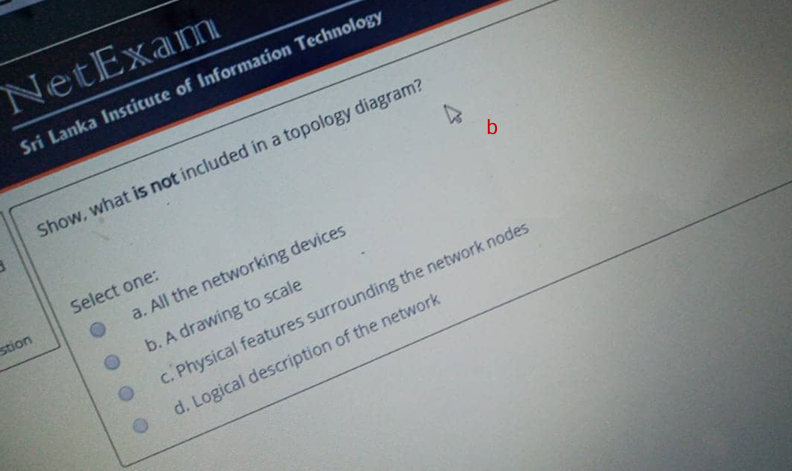 NetExam
Sri Lanka Institute of Information Technology
Show, what is not included in a topology diagram?
b
Select one:
a. All the networking devices
b. A drawing to scale
c. Physical features surrounding the network nodes
d. Logical description of the network